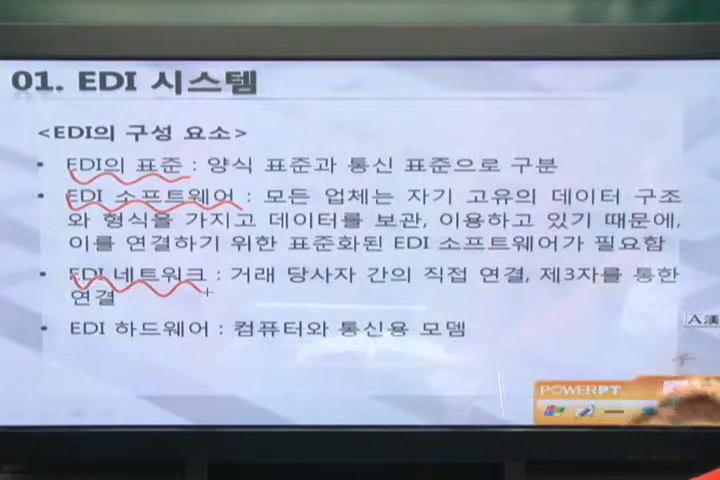 01. EDI 시스템
<EDI의 구성 요소>
• EDI의 표준 : 양식 표준과 통신 표준으로 구분
• EDI 소프트웨어 : 모든 업체는 자기 고유의 데이터 구조
와 형식을 가지고 데이터를 보관, 이용하고 있기 때문에,
이를 연결하기 위한 표준화된 EDI 소프트웨어가 필요함
• EDI 네트워크 : 거래 당사자 간의 직접 연결, 제3자를 통한
연결
• EDI 하드웨어 : 컴퓨터와 통신용 모뎀
A漢
POWERPT